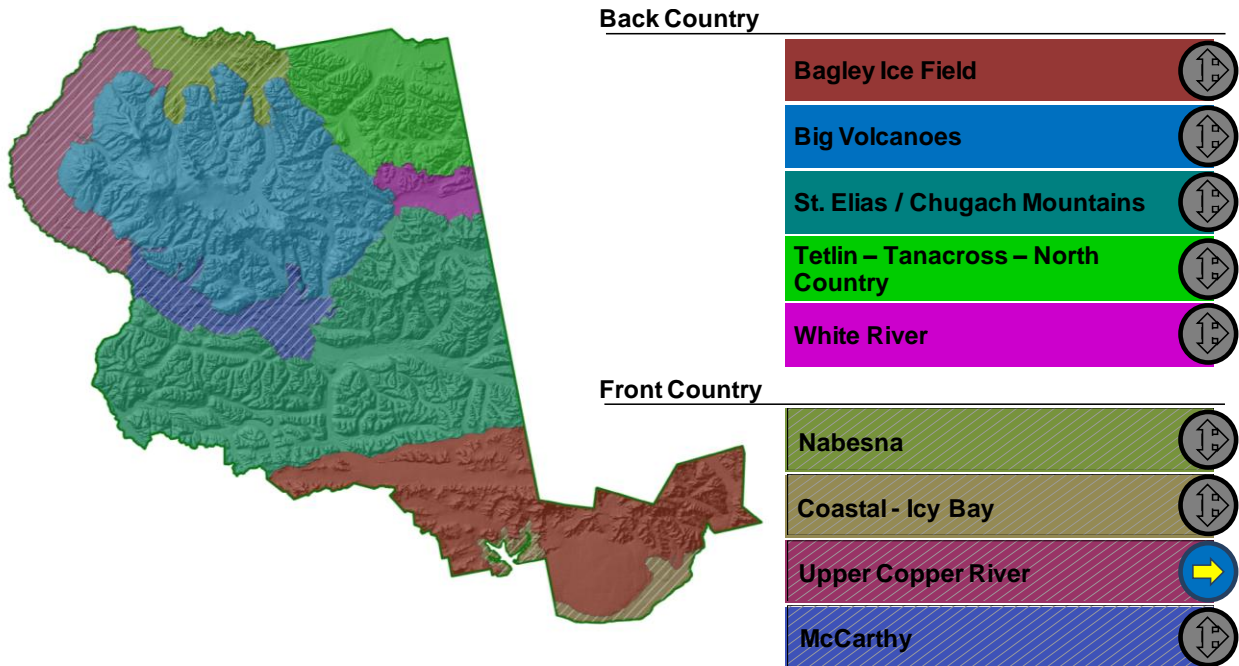 Back Country
Bagley Ice Field
Big Volcanoes
St. Elias / Chugach Mountains
Tetlin – Tanacross – North
Country
White River
Front Country
Nabesna
Coastal - Icy Bay
Upper Copper River
McCarthy